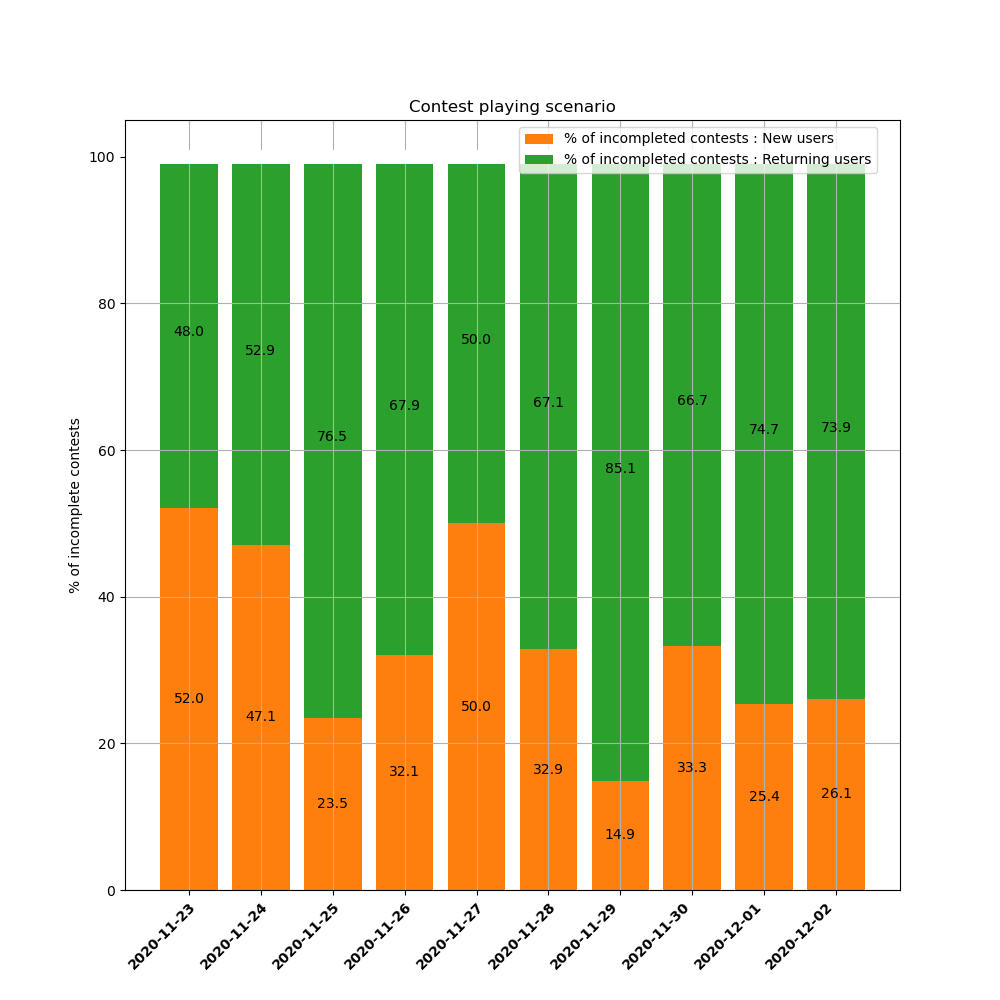 Contest playing scenario
% of incompleted contests : New users
% of incompleted contests : Returning users
% of incomplete contests
100
80
60
40
20
0
48.0 52.9 76.5 67.9 50.0 67.1 85.1 66.7 74.7 73.9
52.0 47.1 23.5 32.1 50.0 32.9 14.9 33.3 25.4 26.1
2020-11-23 2020-11-24 2020-11-25 2020-11-26 2020-11-27 2020-11-28 2020-11-29 2020-11-30 2020-12-01 2020-12-02